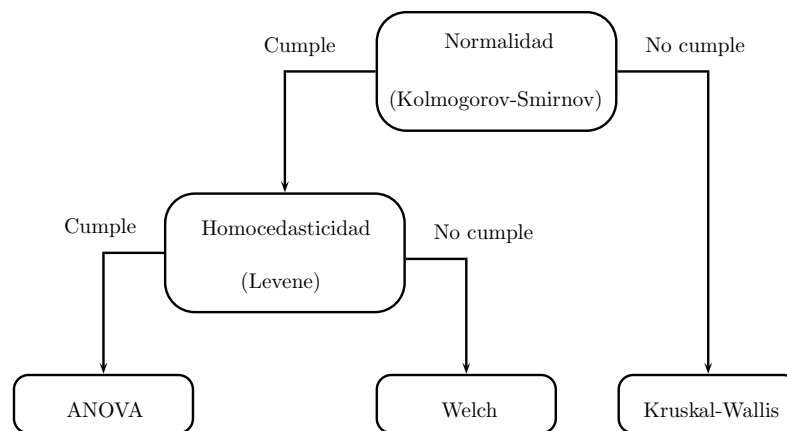 Cumple
Normalidad
No cumple
(Kolmogorov-Smirnov)
Cumple
Homocedasticidad
No cumple
(Levene)
ANOVA
Welch
Kruskal-Wallis